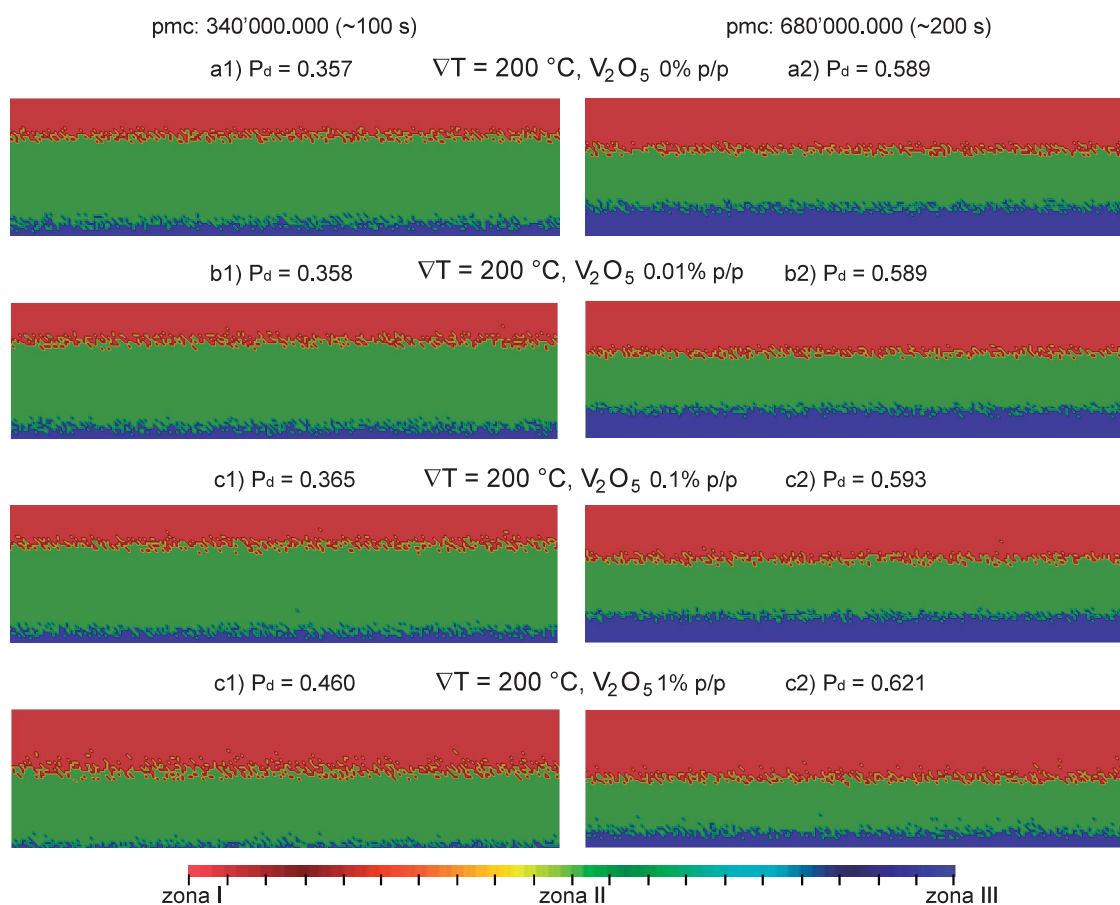 pmc: 340'000.000 (~100 s) pmc: 680'000.000 (~200 s)
a1) Pd = 0.357 ∇T = 200 °C, V₂O₅ 0% p/p a2) Pd = 0.589
b1) Pd = 0.358 ∇T = 200 °C, V₂O₅ 0.01% p/p b2) Pd = 0.589
c1) Pd = 0.365 ∇T = 200 °C, V₂O₅ 0.1% p/p c2) Pd = 0.593
c1) Pd = 0.460 ∇T = 200 °C, V₂O₅ 1% p/p c2) Pd = 0.621
zona I zona II zona III